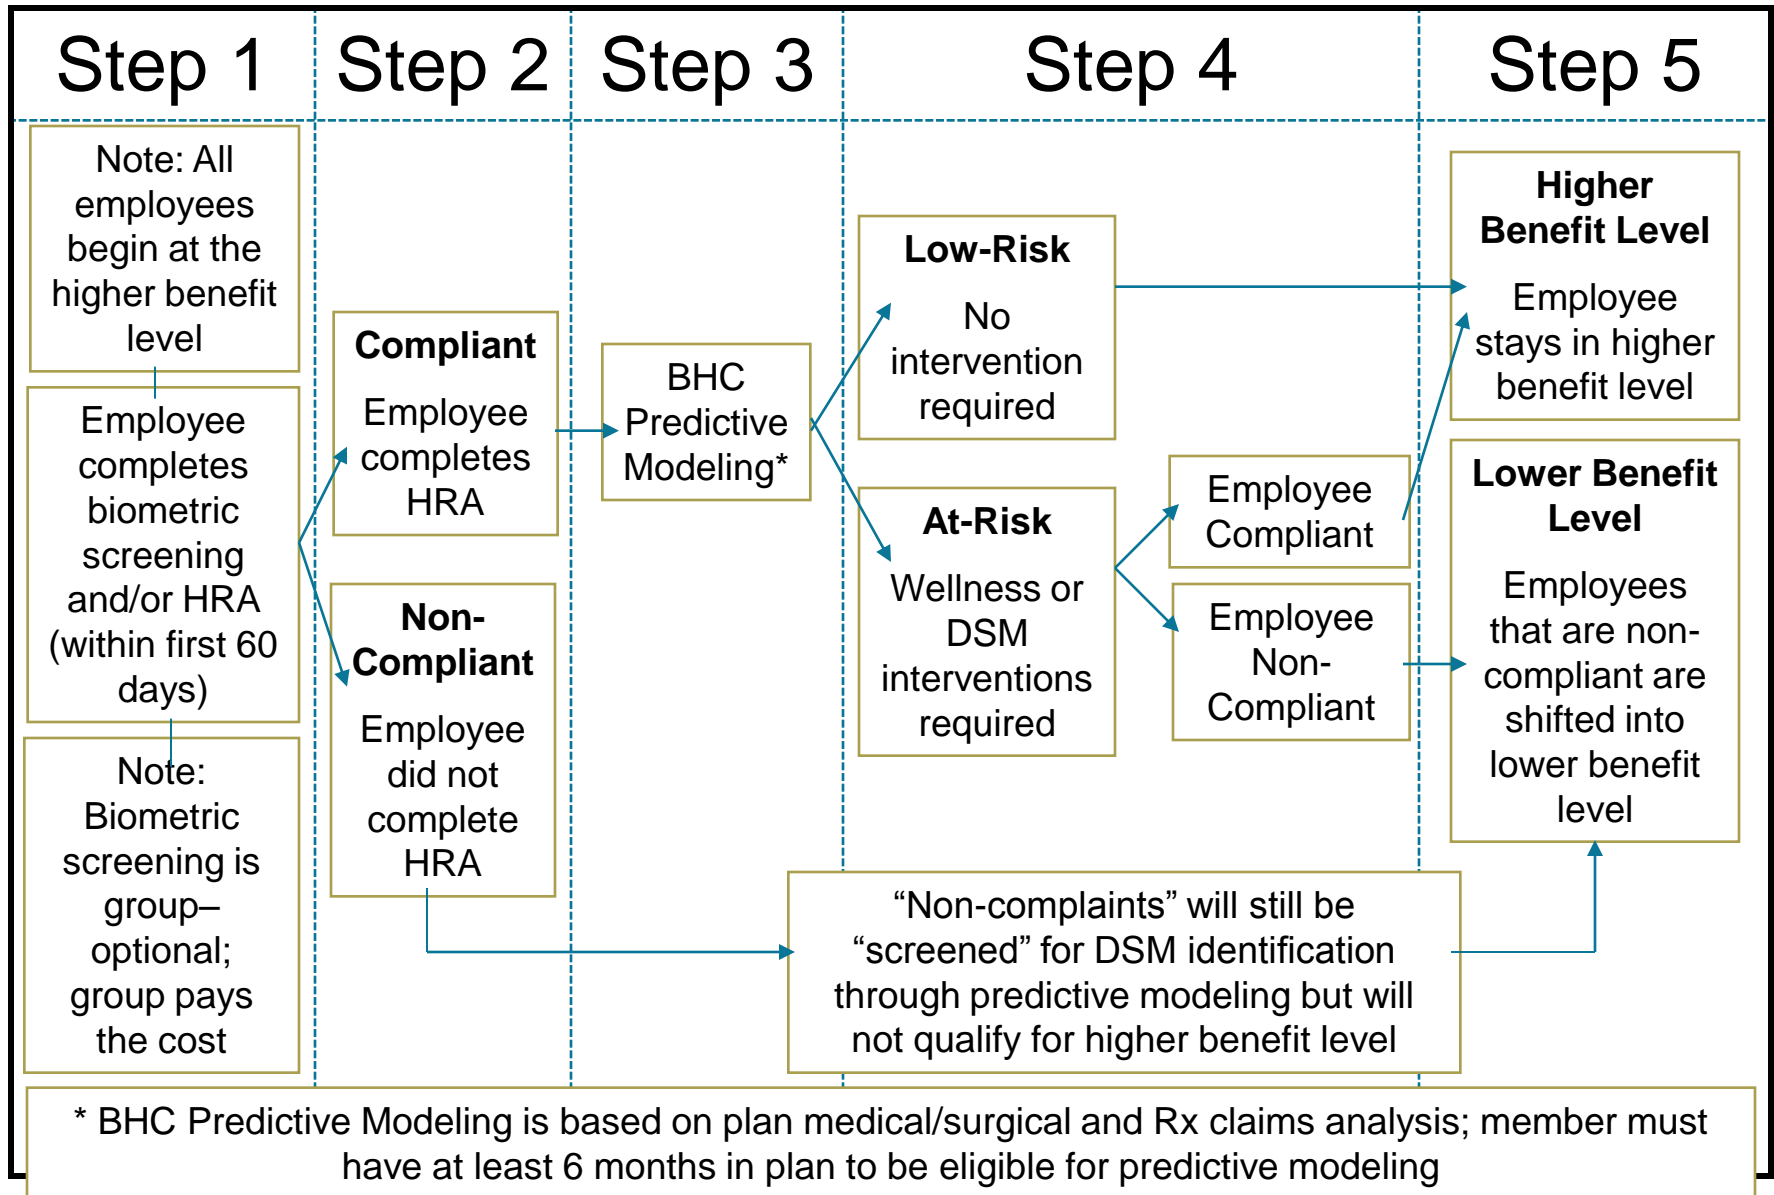 Step 1
Step 2
Step 3
Step 4
Step 5
Note: All
employees
begin at the
higher benefit
level
Employee
completes
biometric
screening
and/or HRA
(within first 60
days)
Note:
Biometric
screening is
group–
optional;
group pays
the cost
Compliant
Employee
completes
HRA
Non-
Compliant
Employee
did not
complete
HRA
BHC
Predictive
Modeling*
Low-Risk
No
intervention
required
At-Risk
Wellness or
DSM
interventions
required
Employee
Compliant
Employee
Non-
Compliant
“Non-complaints” will still be
“screened” for DSM identification
through predictive modeling but will
not qualify for higher benefit level
Higher
Benefit Level
Employee
stays in higher
benefit level
Lower Benefit
Level
Employees
that are non-
compliant are
shifted into
lower benefit
level
* BHC Predictive Modeling is based on plan medical/surgical and Rx claims analysis; member must
have at least 6 months in plan to be eligible for predictive modeling